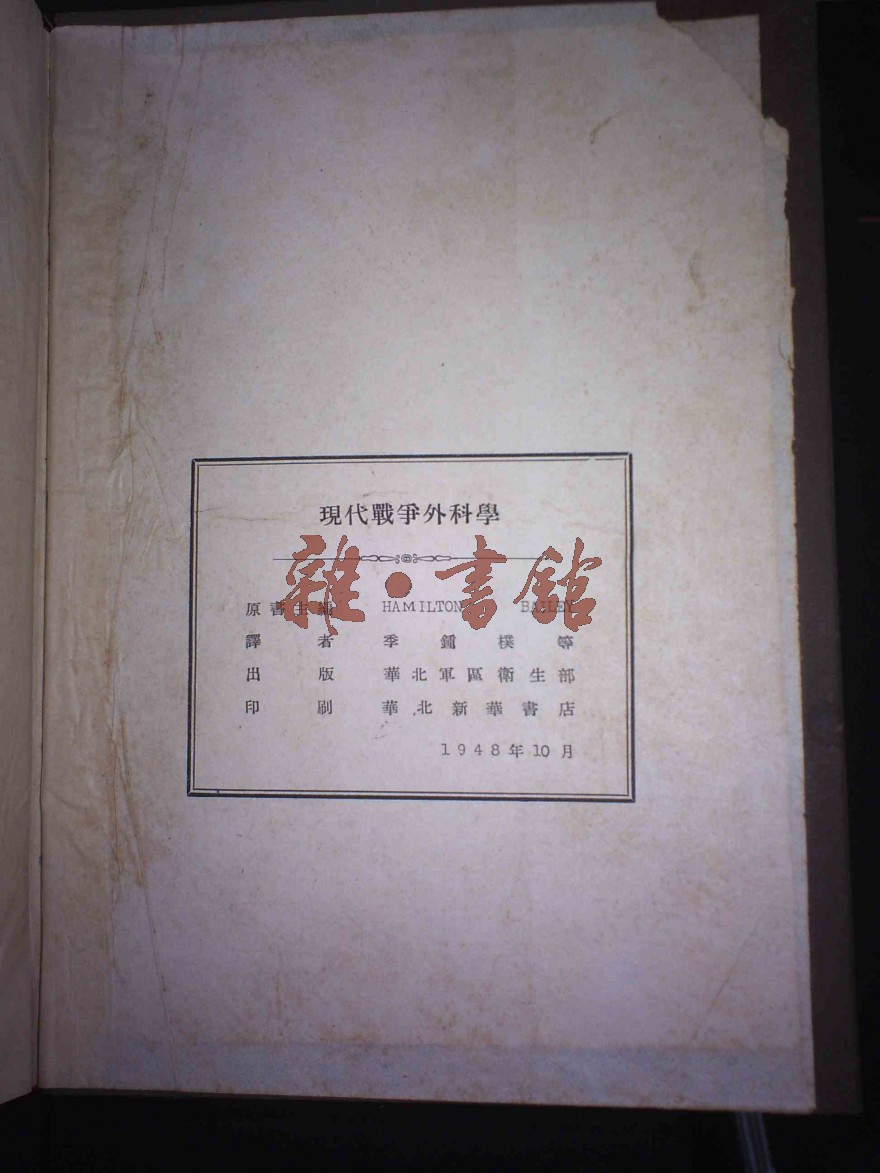 現代戰爭外科學
雜·書館
原書主編 HAMILTON BAILEY
譯者 季鍾樸等
出版 華北軍區衛生部
印刷 華北新華書店
1948年10月